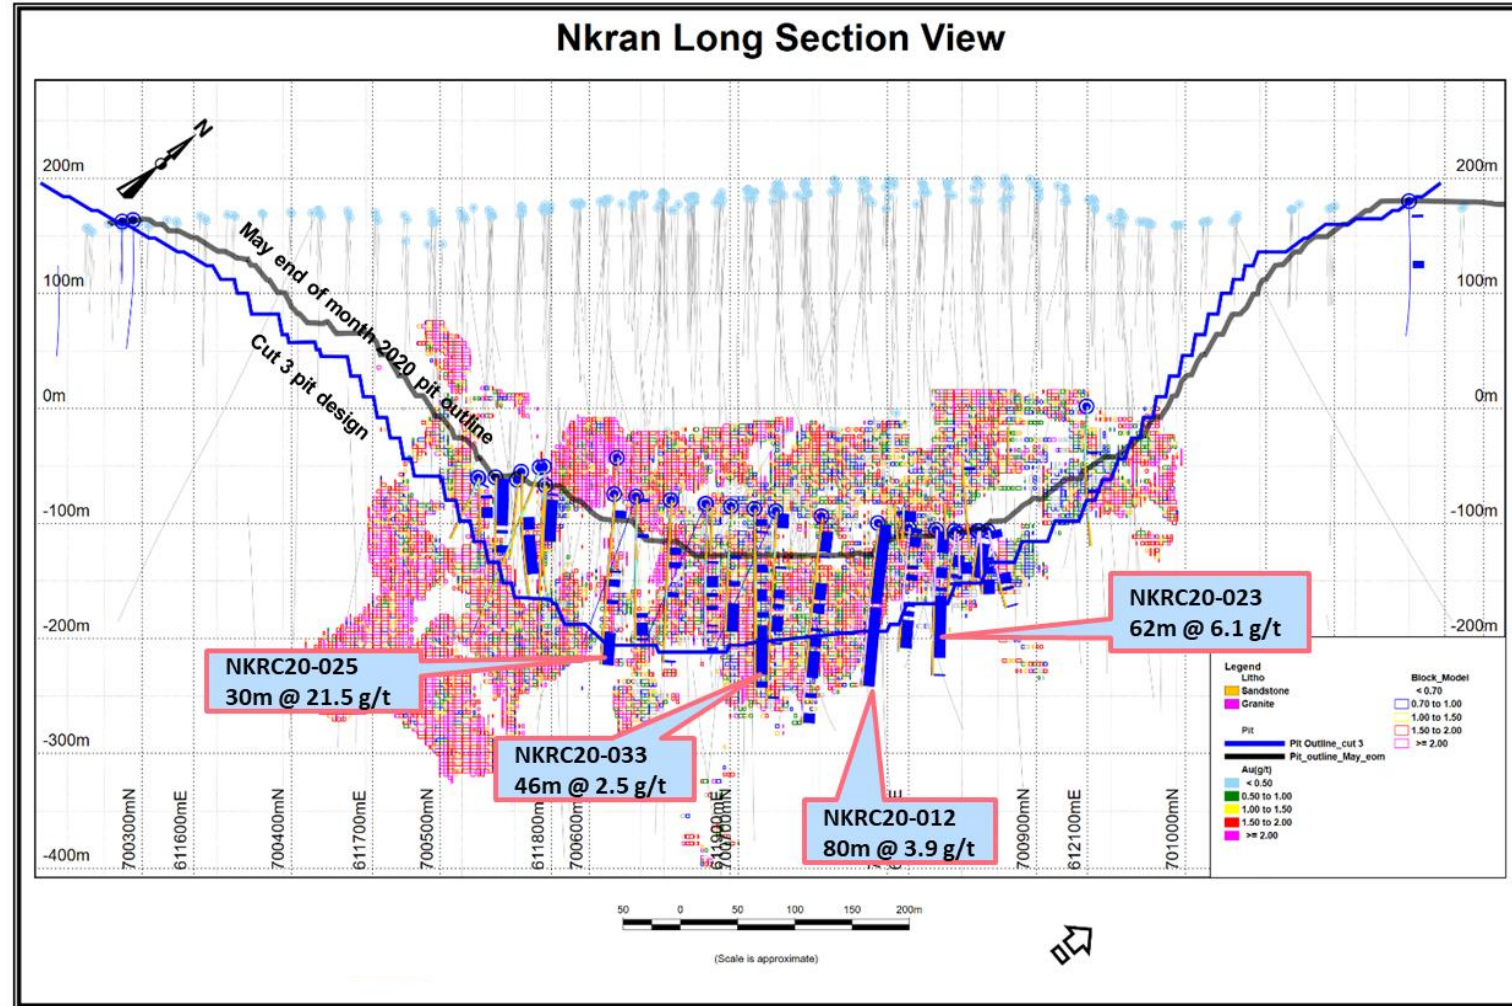 Nkran Long Section View
N
200m
200m
May end of month 2020 pit outline
Cut 3 pit design
100m
100m
0m
0m
-100m
-100m
-200m
-200m
-300m
-400m
NKRC20-025
30m @ 21.5 g/t
NKRC20-033
46m @ 2.5 g/t
NKRC20-012
80m @ 3.9 g/t
NKRC20-023
62m @ 6.1 g/t
700300mN
611600mE
700400mN
611700mE
700500mN
611800mE
700600mN
611900mE
700900mN
612100mE
701000mN
Legend
Litho
Sandstone
Granite
Pit
Pit Outline_cut 3
Pit_outline_May_eom
Au(g/t)
< 0.50
0.50 to 1.00
1.00 to 1.50
1.50 to 2.00
>= 2.00
Block_Model
< 0.70
0.70 to 1.00
1.00 to 1.50
1.50 to 2.00
>= 2.00
50 0 50 100 150 200m
(Scale is approximate)